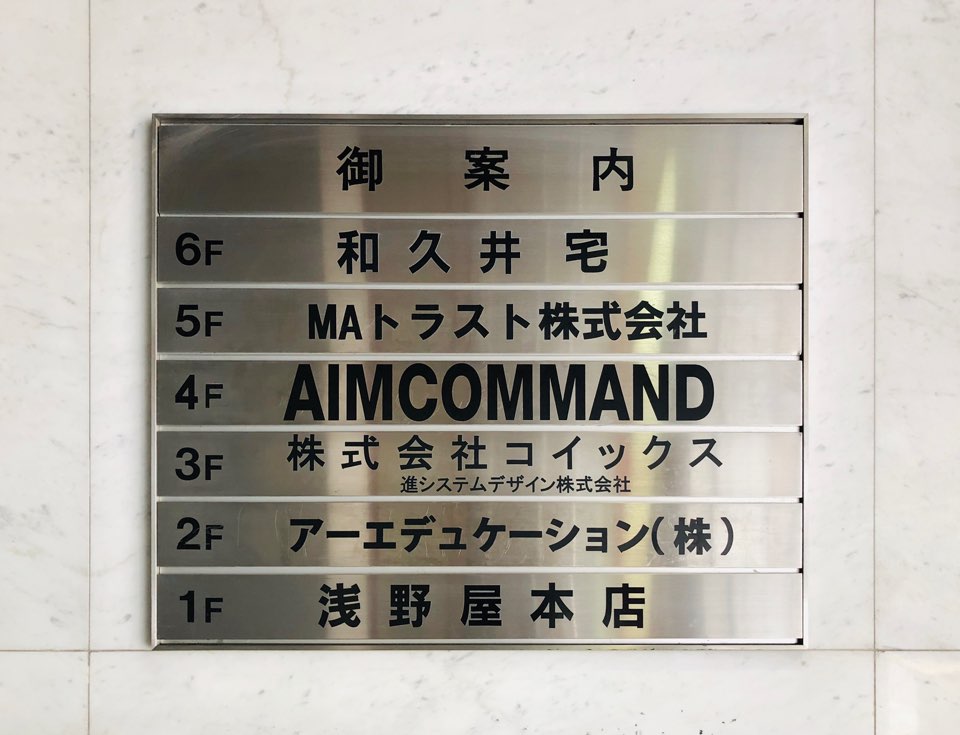 御案内
6F 和久井宅
5F MAトラスト株式会社
4F AIMCOMMAND
3F 株式会社コイックス
進システムデザイン株式会社
2F アーエデュケーション(株)
1F 浅野屋本店